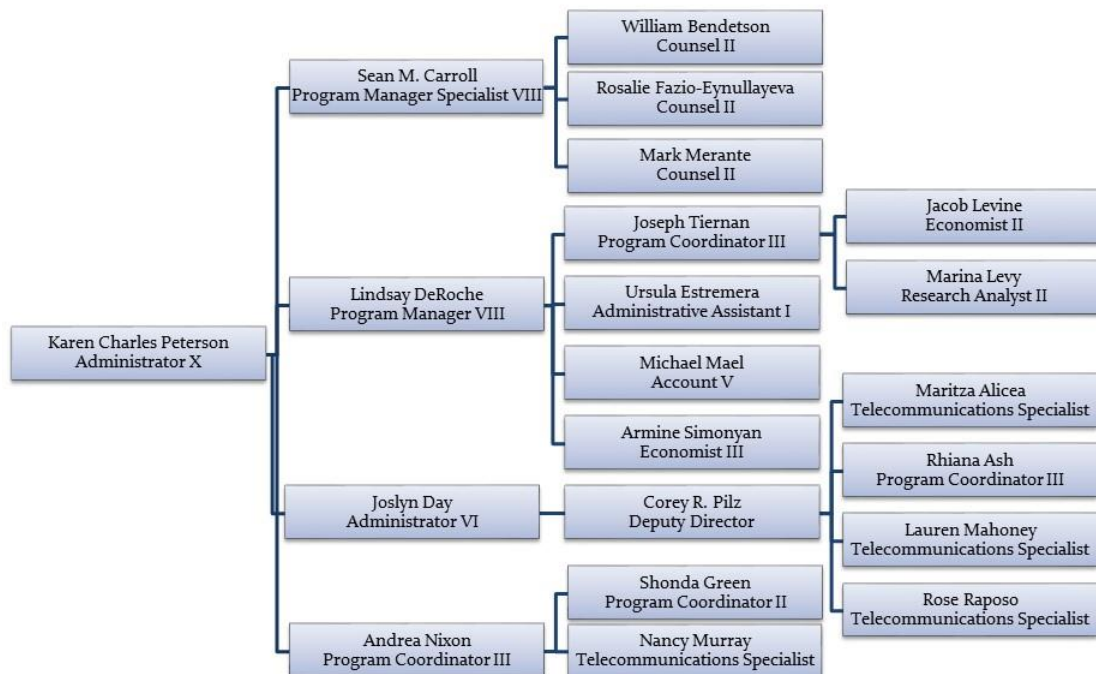 Karen Charles Peterson
Administrator X
Sean M. Carroll
Program Manager Specialist VIII
William Bendetson
Counsel II
Rosalie Fazio-Eynullayeva
Counsel II
Mark Merante
Counsel II
Lindsay DeRoche
Program Manager VIII
Joseph Tiernan
Program Coordinator III
Jacob Levine
Economist II
Marina Levy
Research Analyst II
Ursula Estremera
Administrative Assistant I
Michael Mael
Account V
Armine Simonyan
Economist III
Joslyn Day
Administrator VI
Corey R. Pilz
Deputy Director
Maritza Alicea
Telecommunications Specialist
Rhiana Ash
Program Coordinator III
Lauren Mahoney
Telecommunications Specialist
Rose Raposo
Telecommunications Specialist
Andrea Nixon
Program Coordinator III
Shonda Green
Program Coordinator II
Nancy Murray
Telecommunications Specialist